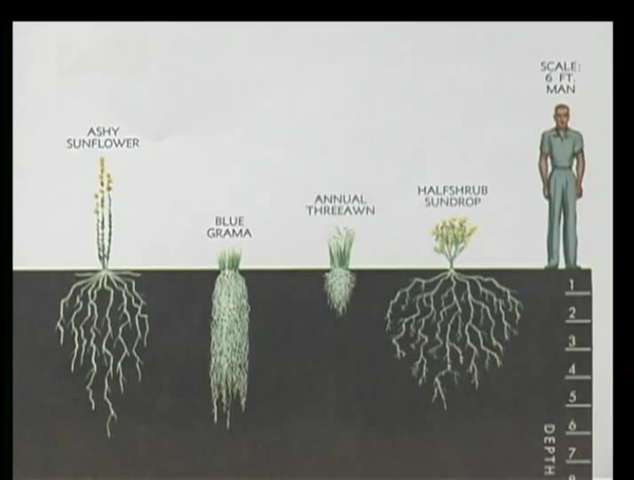 SCALE:
6 FT.
MAN
ASHY
SUNFLOWER
BLUE
GRAMA
ANNUAL
THREEAWN
HALFSHRUB
SUNDROP
1
2
3
4
5
6
7
DEPTH